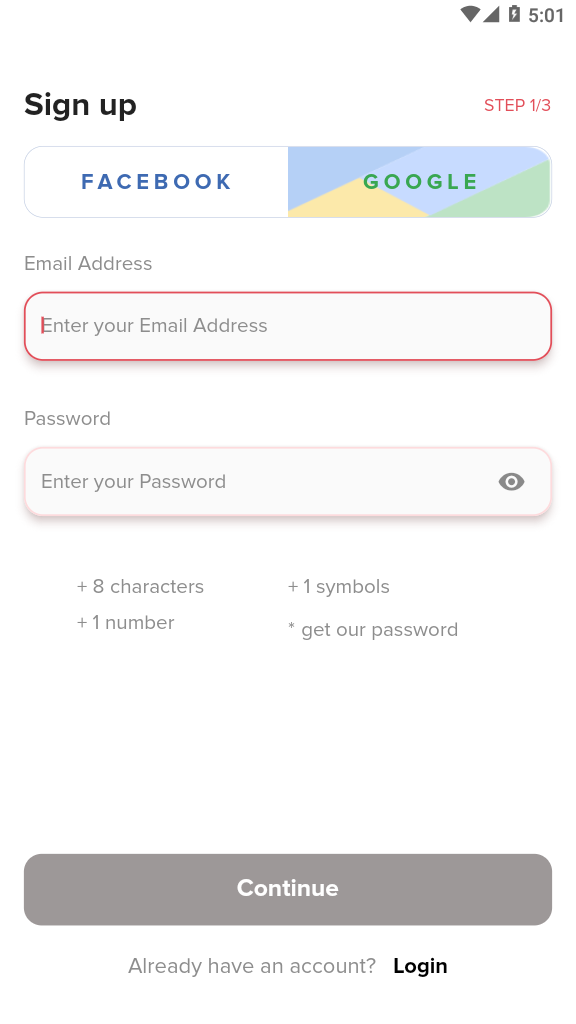 5:01
Sign up
STEP 1/3
FACEBOOK
GOOGLE
Email Address
Enter your Email Address
Password
Enter your Password
+ 8 characters
+ 1 symbols
+ 1 number
* get our password
Continue
Already have an account? Login